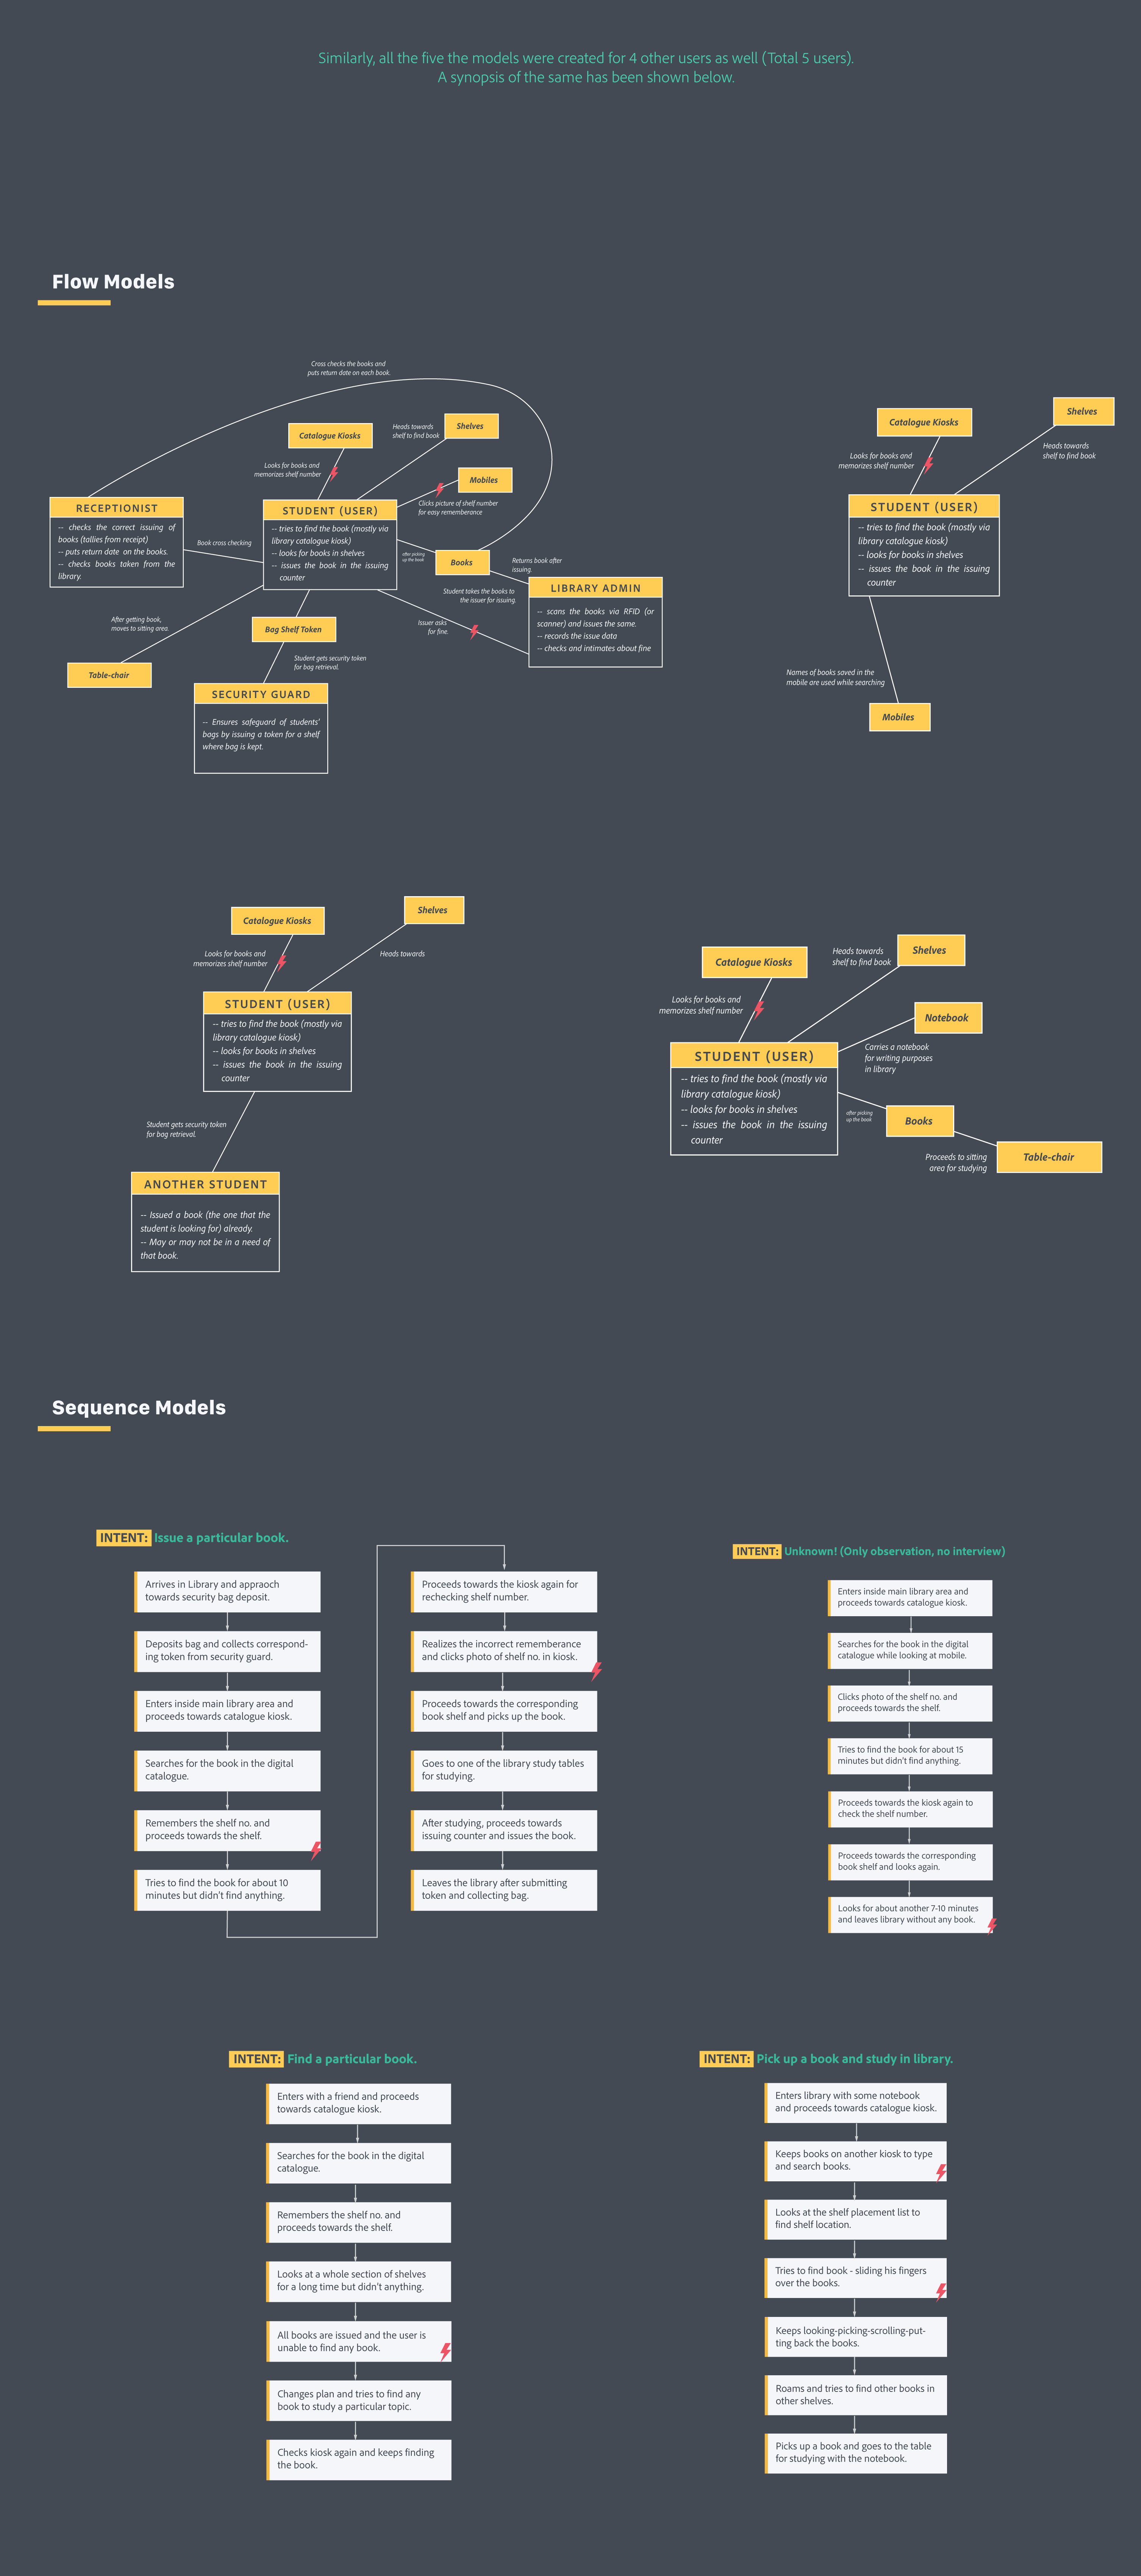 Similarly, all the five the models were created for 4 other users as well (Total 5 users).
A synopsis of the same has been shown below.
Flow Models
Cross checks the books and
puts return date on each book.
Catalogue Kiosks
Heads towards
shelf to find book
Shelves
Looks for books and
memorizes shelf number
Mobiles
Clicks picture of shelf number
for easy rememberance
RECEPTIONIST
-- checks the correct issuing of
books (tallies from receipt)
-- puts return date on the books.
-- checks books taken from the
library.
Book cross checking
STUDENT (USER)
-- tries to find the book (mostly via
library catalogue kiosk)
-- looks for books in shelves
-- issues the book in the issuing
counter
after picking
up the book
Books
Returns book after
issuing.
Student takes the books to
the issuer for issuing.
LIBRARY ADMIN
-- scans the books via RFID (or
scanner) and issues the same.
-- records the issue data
-- checks and intimates about fine
Issuer asks
for fine.
After getting book,
moves to sitting area.
Table-chair
Bag Shelf Token
Student gets security token
for bag retrieval.
SECURITY GUARD
-- Ensures safeguard of students'
bags by issuing a token for a shelf
where bag is kept.
Catalogue Kiosks
Shelves
Looks for books and
memorizes shelf number
Heads towards
shelf to find book
STUDENT (USER)
-- tries to find the book (mostly via
library catalogue kiosk)
-- looks for books in shelves
-- issues the book in the issuing
counter
Names of books saved in the
mobile are used while searching
Mobiles
Catalogue Kiosks
Shelves
Looks for books and
memorizes shelf number
Heads towards
STUDENT (USER)
-- tries to find the book (mostly via
library catalogue kiosk)
-- looks for books in shelves
-- issues the book in the issuing
counter
Student gets security token
for bag retrieval.
ANOTHER STUDENT
-- Issued a book (the one that the
student is looking for) already.
-- May or may not be in a need of
that book.
Catalogue Kiosks
Heads towards
shelf to find book
Shelves
Looks for books and
memorizes shelf number
Notebook
Carries a notebook
for writing purposes
in library
STUDENT (USER)
-- tries to find the book (mostly via
library catalogue kiosk)
-- looks for books in shelves
-- issues the book in the issuing
counter
after picking
up the book
Books
Proceeds to sitting
area for studying
Table-chair
Sequence Models
INTENT: Issue a particular book.
Arrives in Library and appraoch
towards security bag deposit.
Deposits bag and collects correspond-
ing token from security guard.
Enters inside main library area and
proceeds towards catalogue kiosk.
Searches for the book in the digital
catalogue.
Remembers the shelf no. and
proceeds towards the shelf.
Tries to find the book for about 10
minutes but didn't find anything.
Proceeds towards the kiosk again for
rechecking shelf number.
Realizes the incorrect rememberance
and clicks photo of shelf no. in kiosk.
Proceeds towards the corresponding
book shelf and picks up the book.
Goes to one of the library study tables
for studying.
After studying, proceeds towards
issuing counter and issues the book.
Leaves the library after submitting
token and collecting bag.
INTENT: Unknown! (Only observation, no interview)
Enters inside main library area and
proceeds towards catalogue kiosk.
Searches for the book in the digital
catalogue while looking at mobile.
Clicks photo of the shelf no. and
proceeds towards the shelf.
Tries to find the book for about 15
minutes but didn't find anything.
Proceeds towards the kiosk again to
check the shelf number.
Proceeds towards the corresponding
book shelf and looks again.
Looks for about another 7-10 minutes
and leaves library without any book.
INTENT: Find a particular book.
Enters with a friend and proceeds
towards catalogue kiosk.
Searches for the book in the digital
catalogue.
Remembers the shelf no. and
proceeds towards the shelf.
Looks at a whole section of shelves
for a long time but didn't anything.
All books are issued and the user is
unable to find any book.
Changes plan and tries to find any
book to study a particular topic.
Checks kiosk again and keeps finding
the book.
INTENT: Pick up a book and study in library.
Enters library with some notebook
and proceeds towards catalogue kiosk.
Keeps books on another kiosk to type
and search books.
Looks at the shelf placement list to
find shelf location.
Tries to find book - sliding his fingers
over the books.
Keeps looking-picking-scrolling-put-
ting back the books.
Roams and tries to find other books in
other shelves.
Picks up a book and goes to the table
for studying with the notebook.